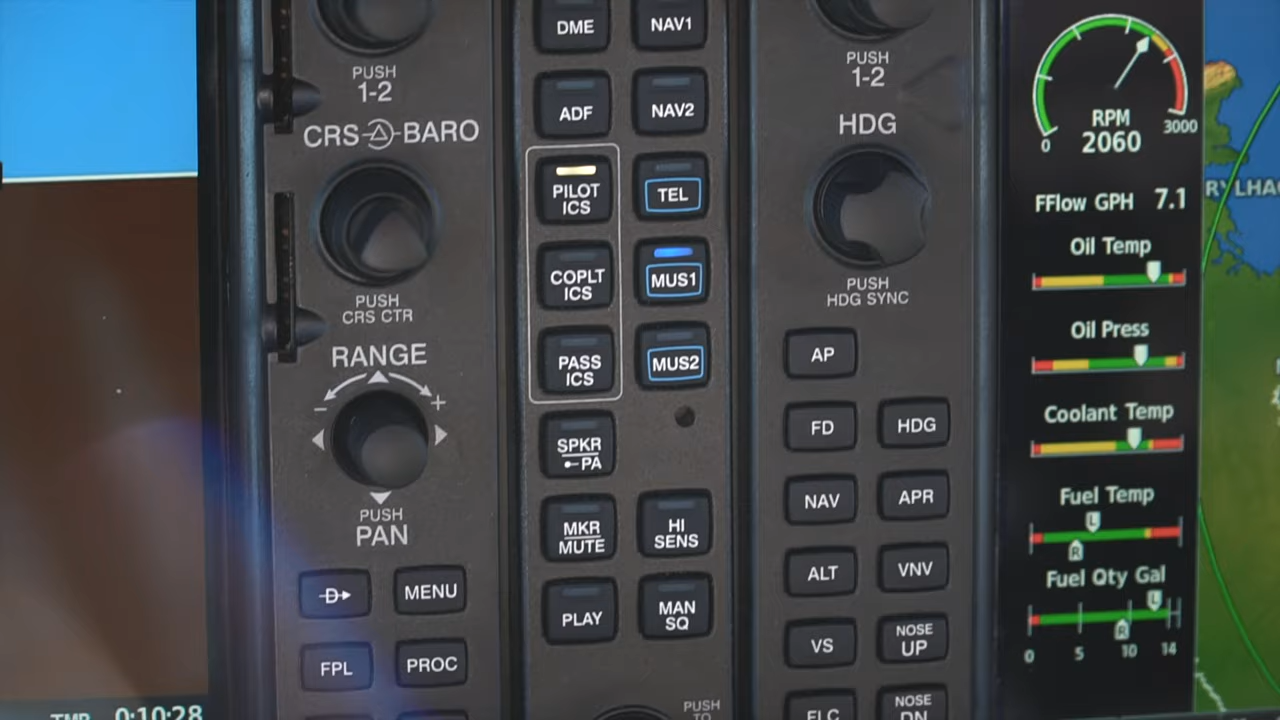 PUSH
1-2
CRS BARO
PUSH
CRS CTR
RANGE
− +
PUSH
PAN
D
MENU
FPL
PROC
TMR 0:10:28
DME
NAV1
ADF
NAV2
PILOT
ICS
TEL
COPLT
ICS
MUS1
PASS
ICS
MUS2
SPKR
PA
MKR
MUTE
HI
SENS
PLAY
MAN
SQ
PUSH
TO
PUSH
1-2
HDG
PUSH
HDG SYNC
AP
FD
HDG
NAV
APR
ALT
VNV
VS
NOSE
UP
FLC
NOSE
DN
RPM
0 2060 3000
FFlow GPH 7.1
Oil Temp
Oil Press
Coolant Temp
Fuel Temp
L
R
Fuel Qty Gal
L
R
0 5 10 14